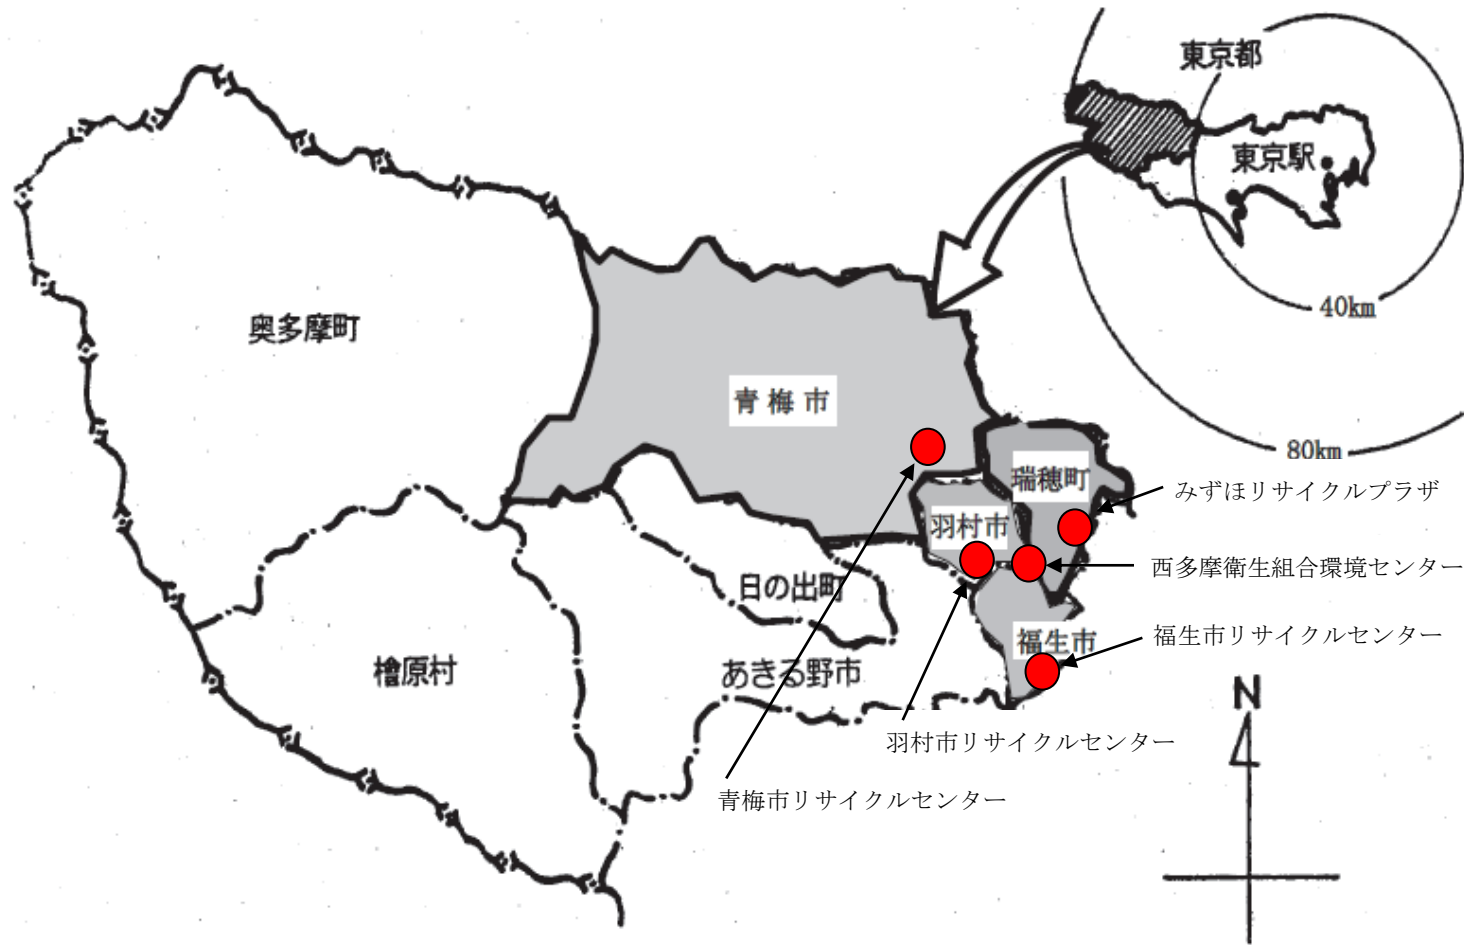 東京都
東京駅
40km
80km
奥多摩町
青梅市
瑞穂町
みずほリサイクルプラザ
羽村市
西多摩衛生組合環境センター
日の出町
福生市
福生市リサイクルセンター
檜原村
あきる野市
N
羽村市リサイクルセンター
青梅市リサイクルセンター